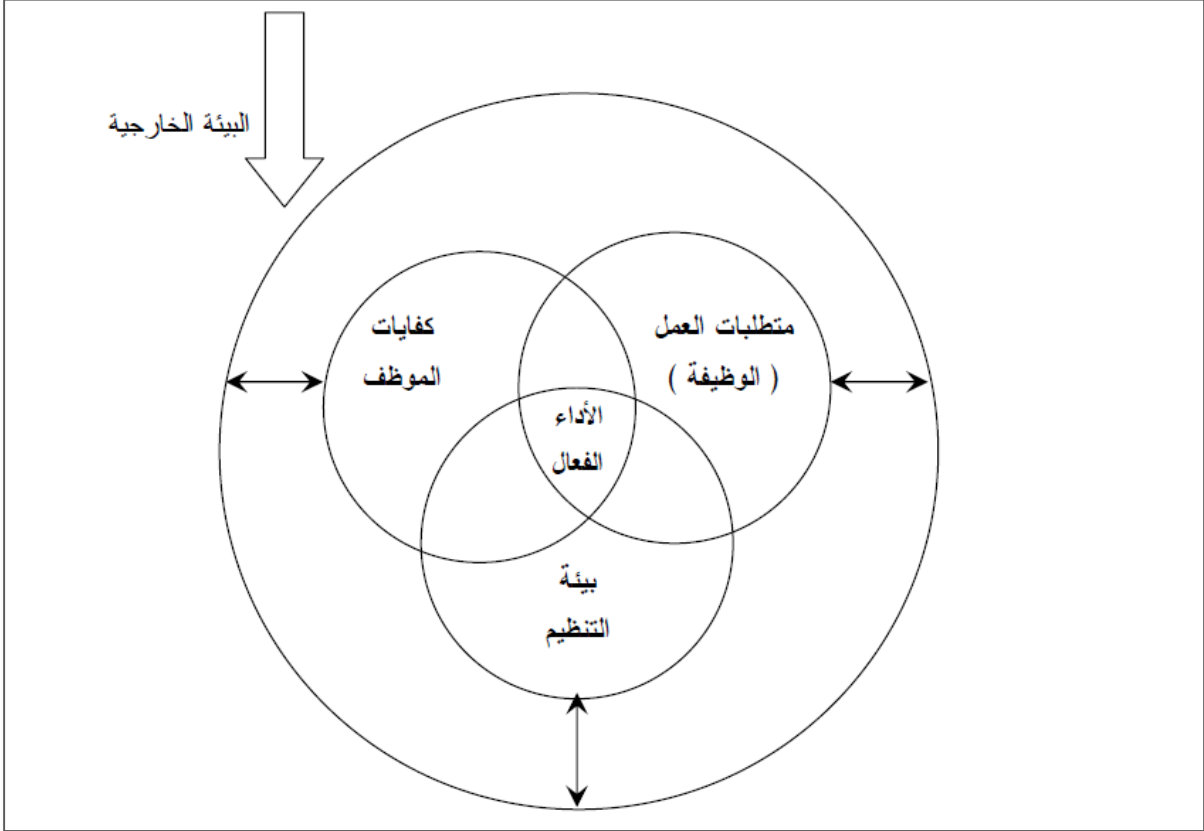 البيئة الخارجية
متطلبات العمل
( الوظيفة )
كفايات
الموظف
الأداء
الفعال
بيئة
التنظيم